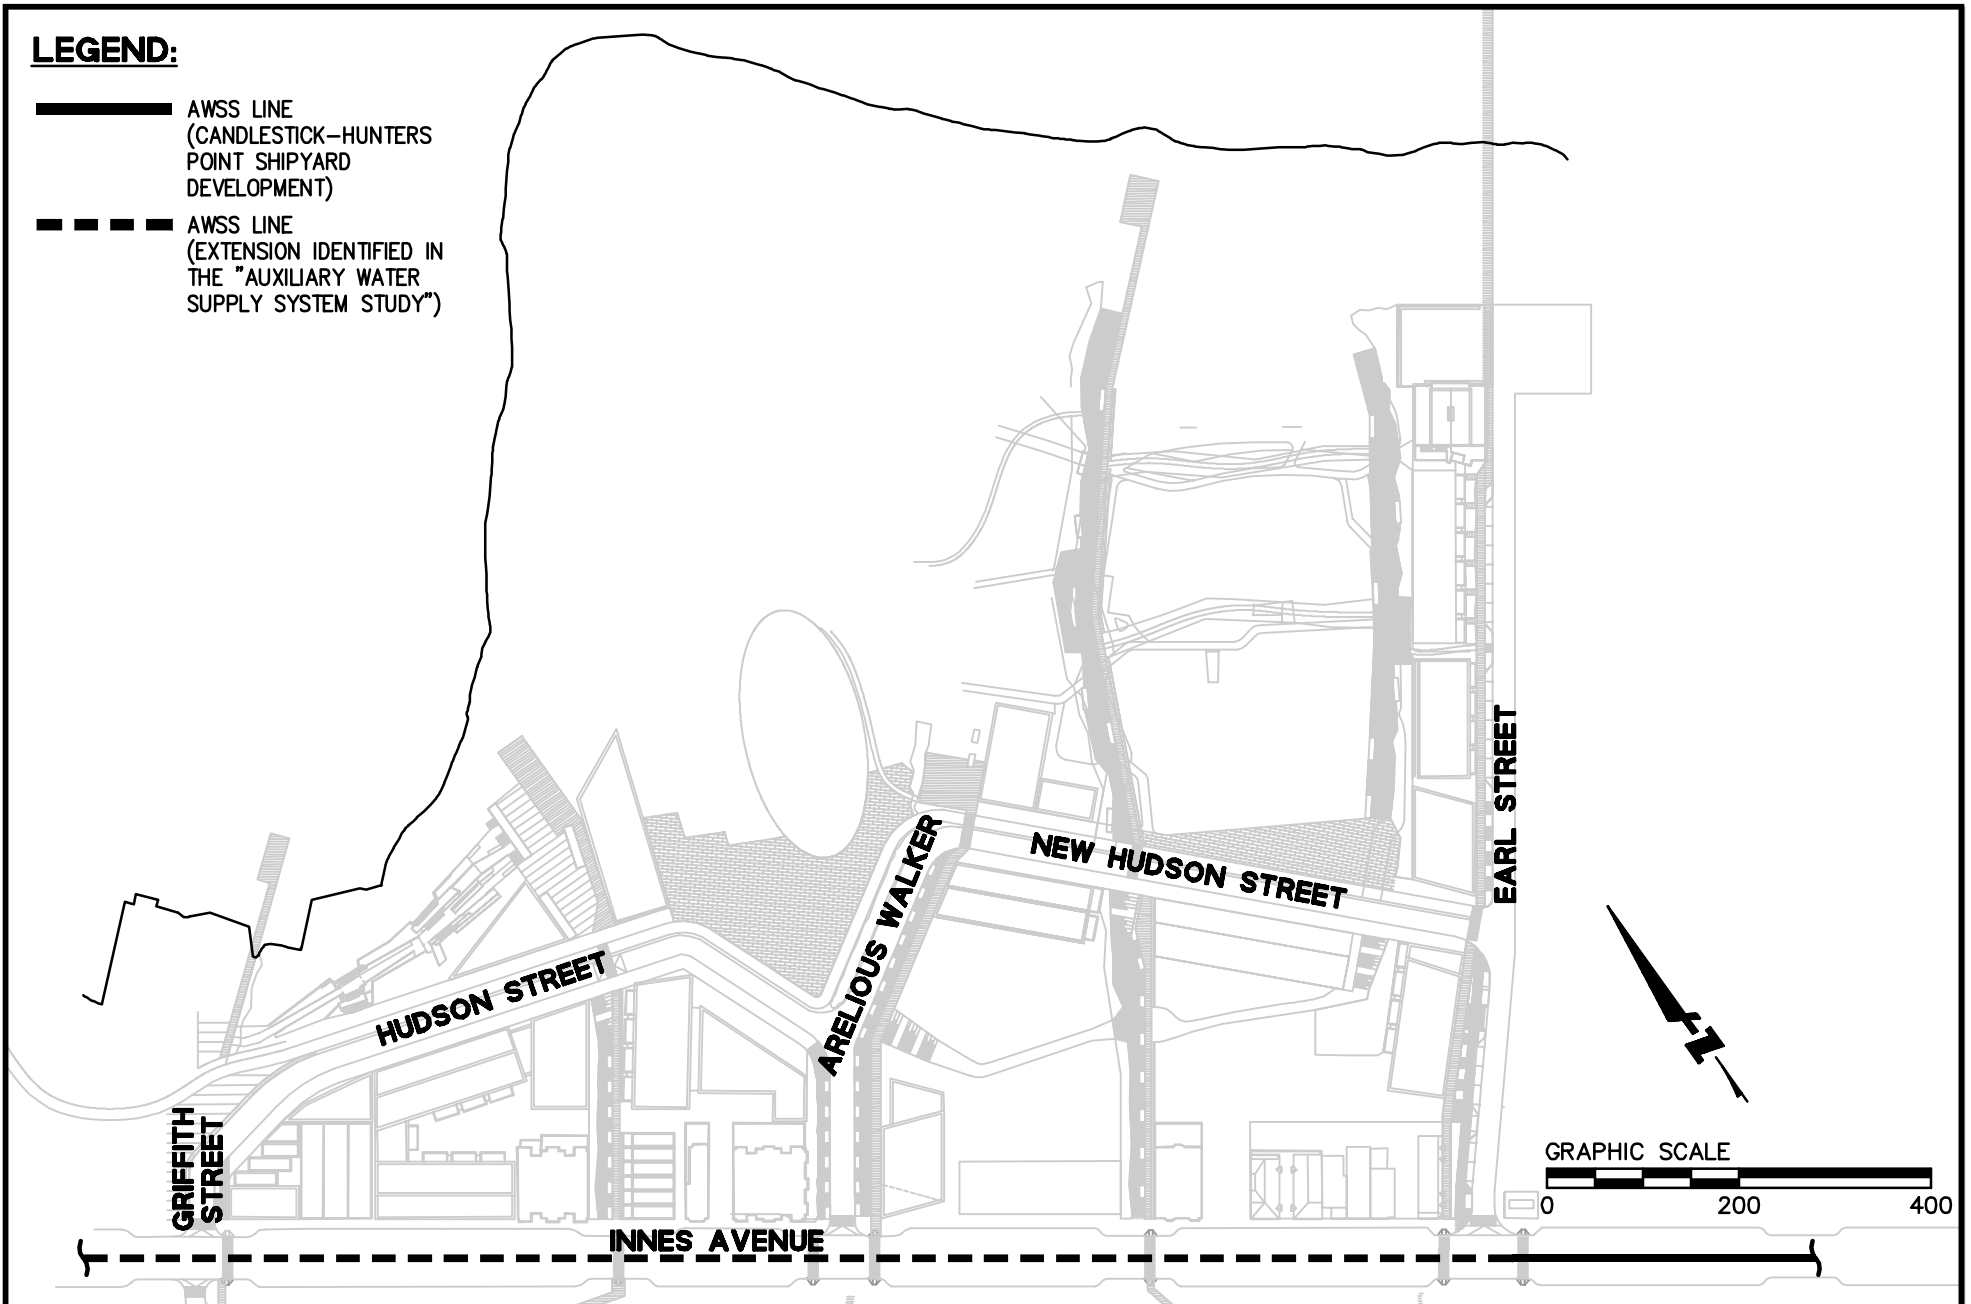 LEGEND:
AWSS LINE
(CANDLESTICK-HUNTERS
POINT SHIPYARD
DEVELOPMENT)
AWSS LINE
(EXTENSION IDENTIFIED IN
THE "AUXILIARY WATER
SUPPLY SYSTEM STUDY")
EARL STREET
NEW HUDSON STREET
ARELIOUS WALKER
HUDSON STREET
GRIFFITH
STREET
INNES AVENUE
N
GRAPHIC SCALE
0 200 400